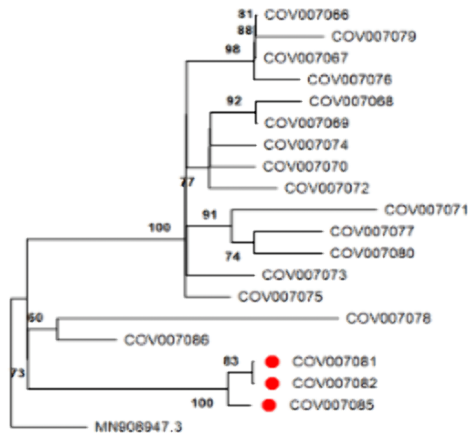 81 COV007066
88 COV007079
98 COV007067
COV007076
92 COV007068
COV007069
COV007074
COV007070
77 COV007072
91 COV007071
100 COV007077
74 COV007080
COV007073
COV007075
60 COV007078
COV007086
83 COV007081
73 COV007082
100 COV007085
MN908947.3